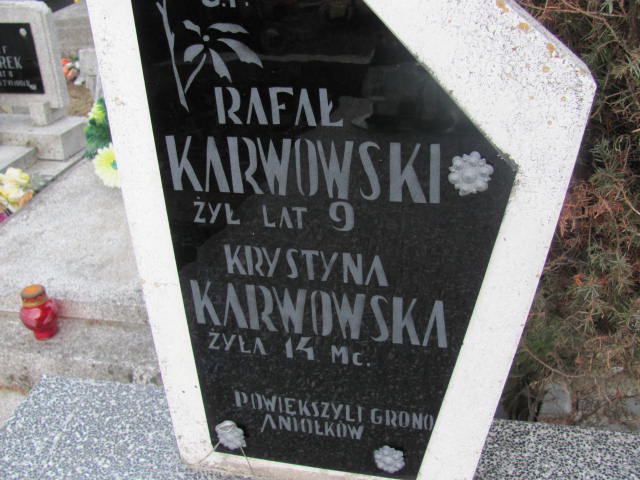 Ś.P.
RAFAŁ
KARWOWSKI
ŻYŁ LAT 9
KRYSTYNA
KARWOWSKA
ŻYŁA 14 Mc.
POWIEKSZYLI GRONO
ANIOŁKÓW